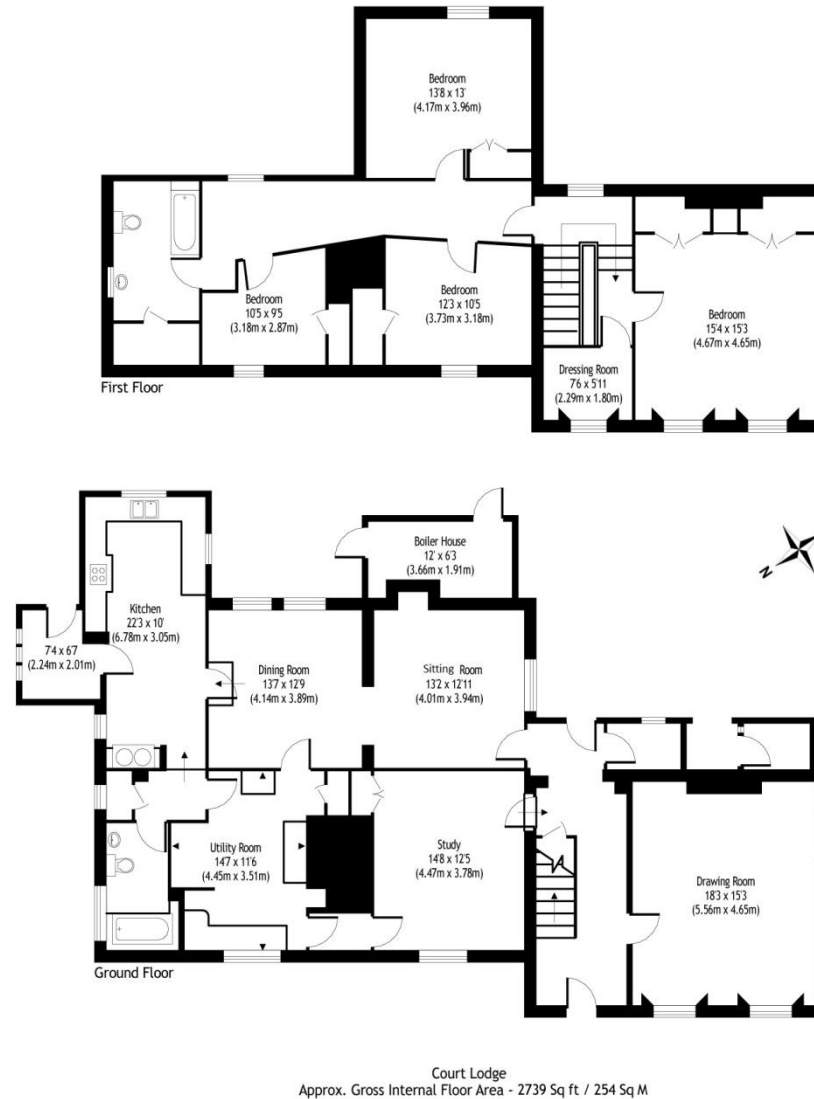 Bedroom
13'8 x 13'
(4.17m x 3.96m)
Bedroom
10'5 x 9'5
(3.18m x 2.87m)
Bedroom
12'3 x 10'5
(3.73m x 3.18m)
Bedroom
15'4 x 15'3
(4.67m x 4.65m)
Dressing Room
7'6 x 5'11
(2.29m x 1.80m)
First Floor
Boiler House
12' x 6'3
(3.66m x 1.91m)
N
Kitchen
22'3 x 10'
(6.78m x 3.05m)
7'4 x 6'7
(2.24m x 2.01m)
Dining Room
13'7 x 12'9
(4.14m x 3.89m)
Sitting Room
13'2 x 12'11
(4.01m x 3.94m)
Utility Room
14'7 x 11'6
(4.45m x 3.51m)
Study
14'8 x 12'5
(4.47m x 3.78m)
Drawing Room
18'3 x 15'3
(5.56m x 4.65m)
Ground Floor
Court Lodge
Approx. Gross Internal Floor Area - 2739 Sq ft / 254 Sq M